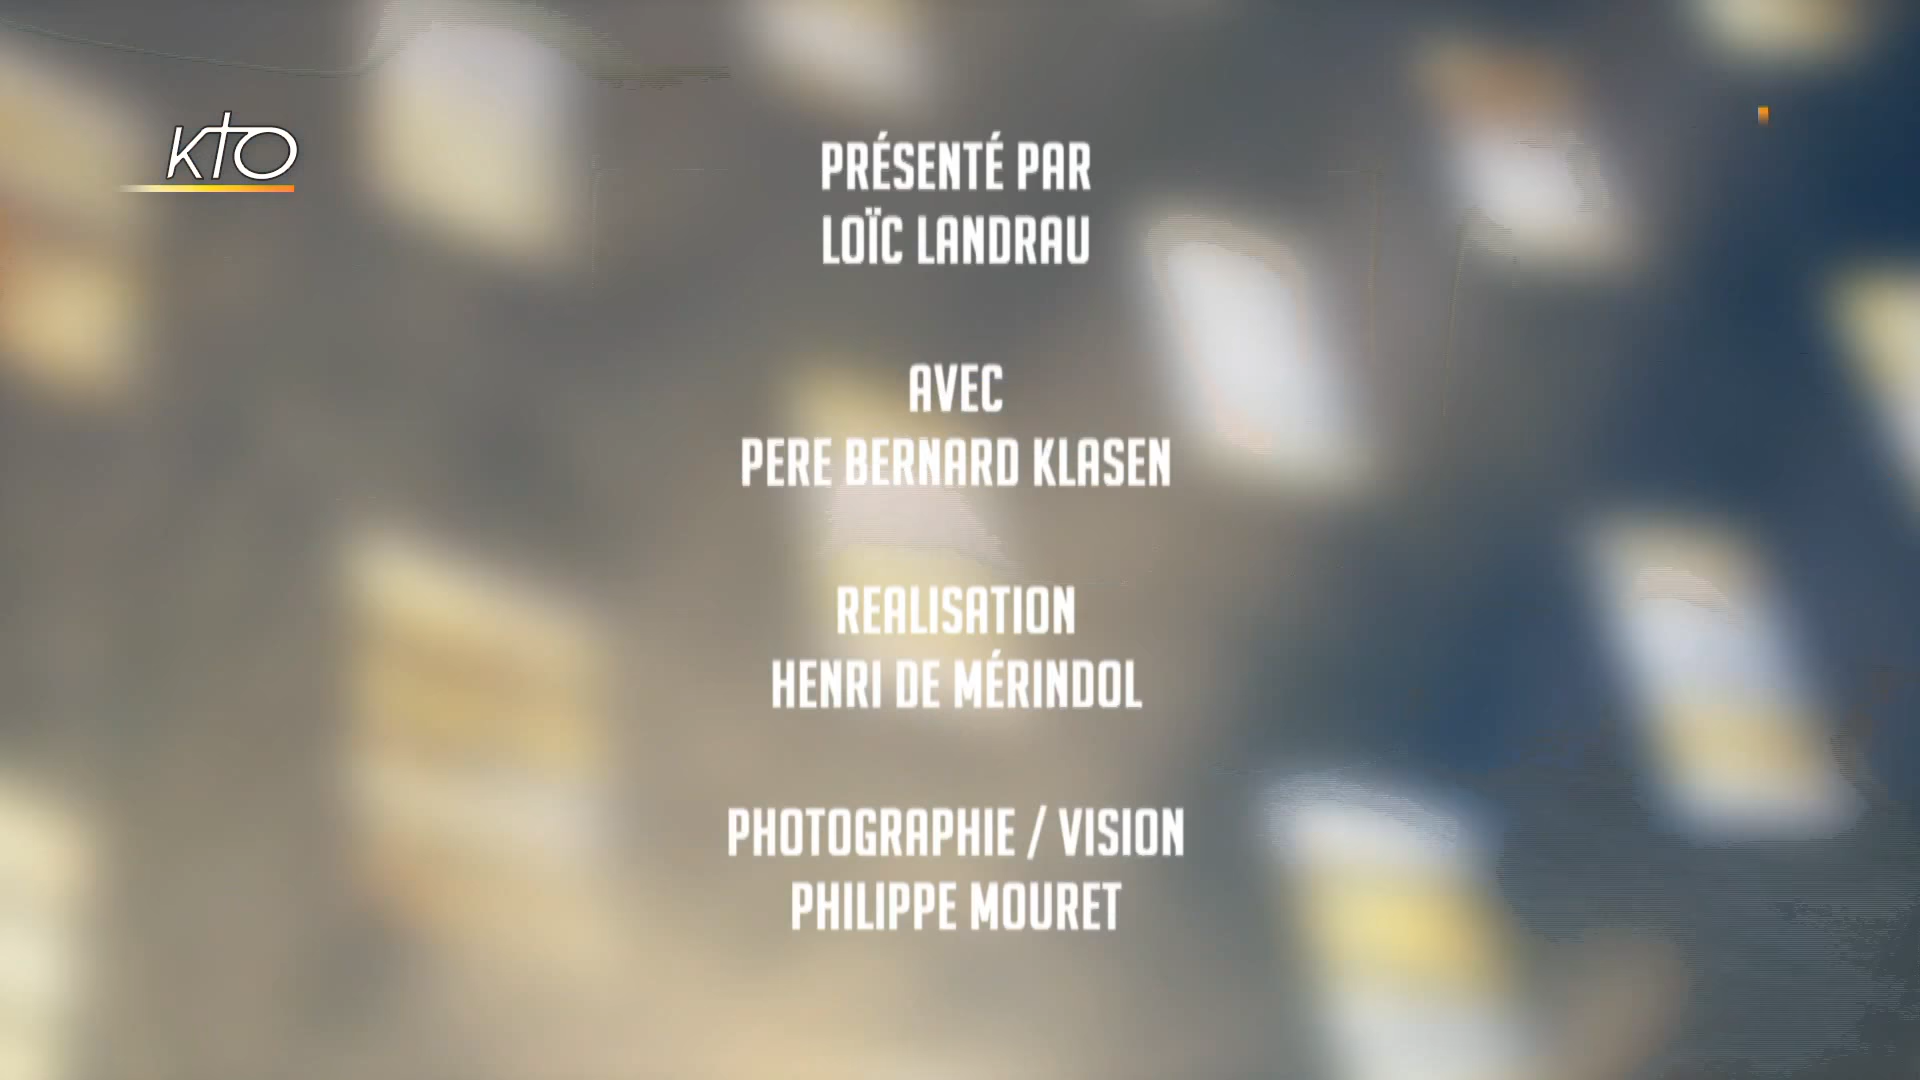 KTO
PRÉSENTÉ PAR
LOÏC LANDRAU
AVEC
PERE BERNARD KLASEN
REALISATION
HENRI DE MÉRINDOL
PHOTOGRAPHIE / VISION
PHILIPPE MOURET